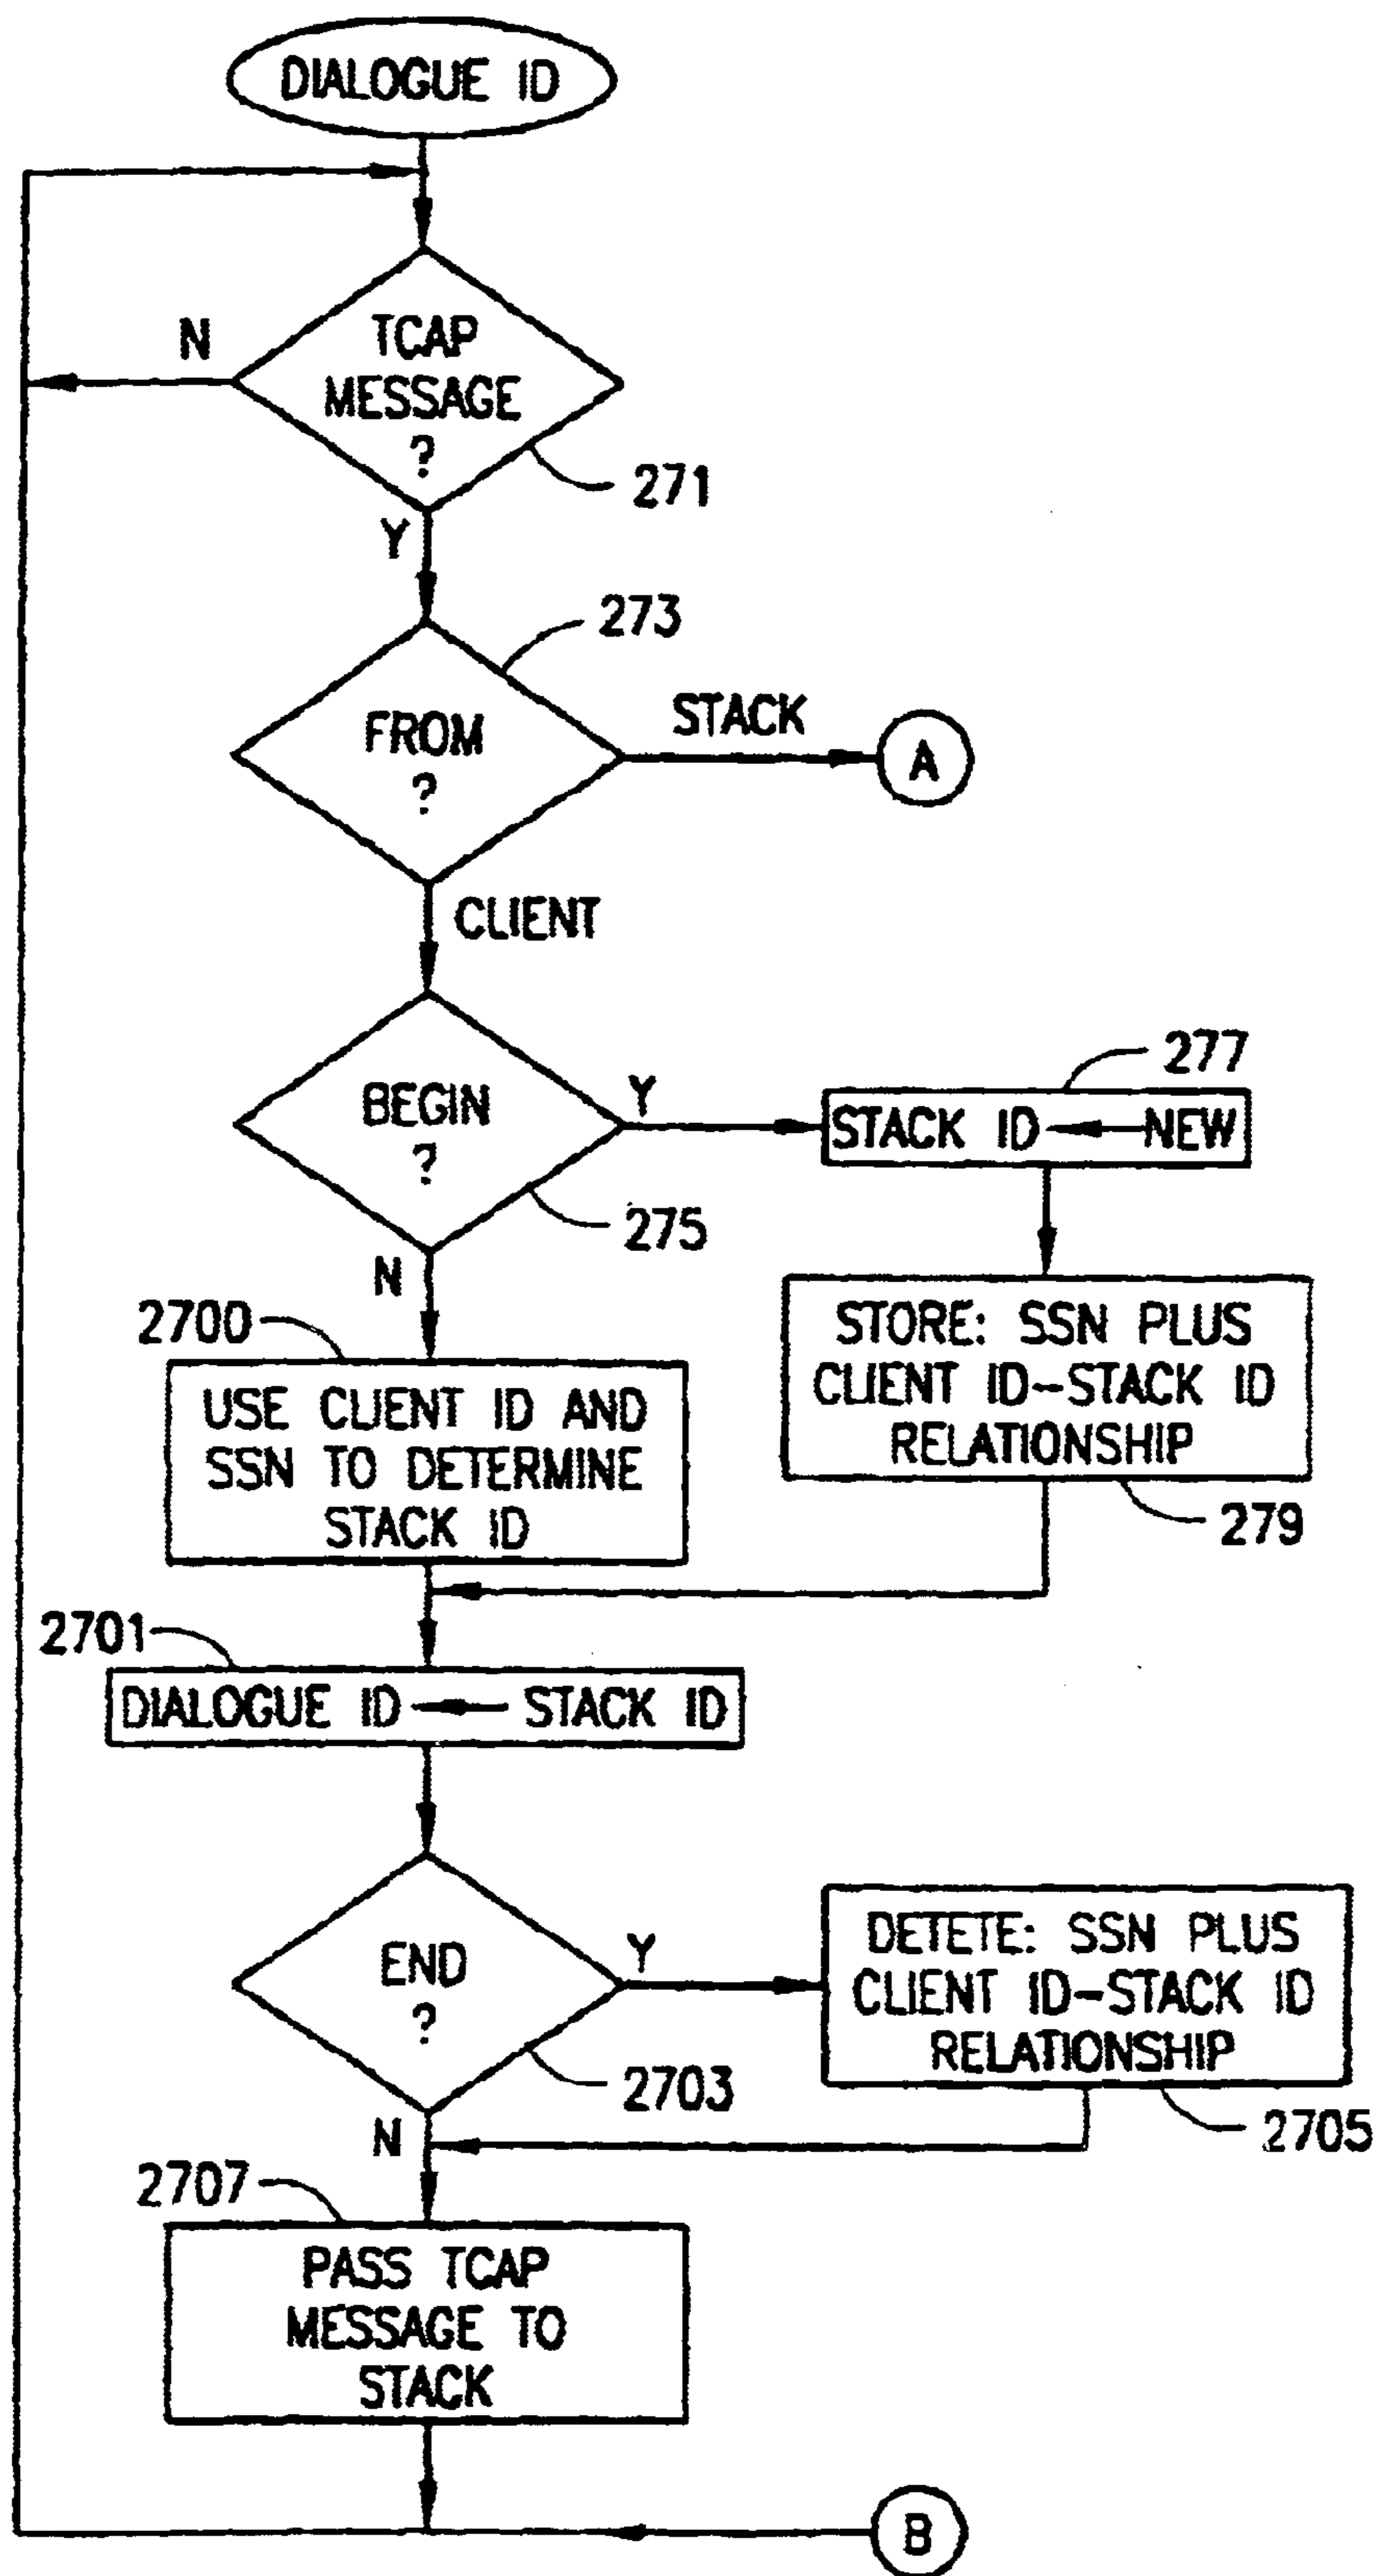 DIALOGUE ID
TCAP
MESSAGE
?
N
271
Y
273
FROM
?
STACK
A
CLIENT
BEGIN
?
Y
275
277
STACK ID NEW
N
STORE: SSN PLUS
CLIENT ID-STACK ID
RELATIONSHIP
279
2700
USE CLIENT ID AND
SSN TO DETERMINE
STACK ID
2701
DIALOGUE ID STACK ID
END
?
Y
2703
DETETE: SSN PLUS
CLIENT ID-STACK ID
RELATIONSHIP
2705
N
2707
PASS TCAP
MESSAGE TO
STACK
B